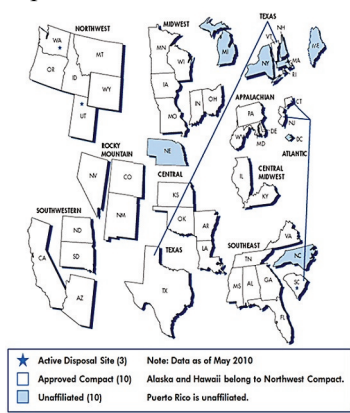 TEXAS
NORTHWEST
MIDWEST
WA
MT
OR
ID
WY
UT
MN
WI
IA
MO
IN
OH
MI
VT
NH
NY
MA
RI
ME
APPALACHIAN
PA
WV
MD
DE
CT
NJ
DC
ATLANTIC
NE
ROCKY
MOUNTAIN
NV
CO
NM
CENTRAL
KS
OK
AR
LA
IL
KY
CENTRAL
MIDWEST
SOUTHWESTERN
CA
ND
SD
AZ
TEXAS
TX
SOUTHEAST
VA
TN
NC
SC
MS
AL
GA
FL
Active Disposal Site (3) Note: Data as of May 2010
Approved Compact (10) Alaska and Hawaii belong to Northwest Compact.
Unaffiliated (10) Puerto Rico is unaffiliated.